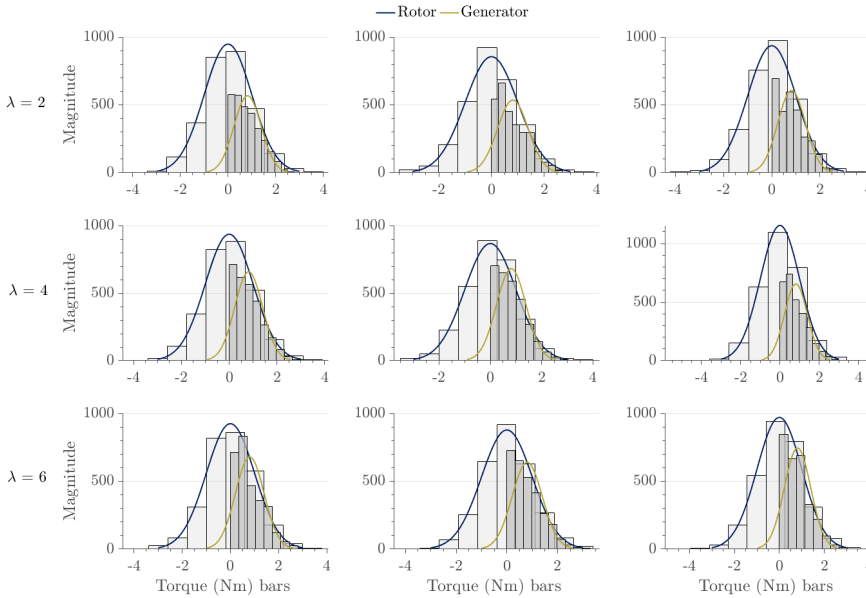 Rotor Generator
1000 1000 1000
λ = 2 Magnitude 500 500 500
0 0 0
-4 -2 0 2 4 -2 0 2 4 -4 -2 0 2 4
1000 1000
λ = 4 Magnitude 500 500 1000 500
0 0 0
-4 -2 0 2 4 -2 0 2 4 -4 -2 0 2 4
1000 1000 1000
λ = 6 Magnitude 500 500 500
0 0 0
-4 -2 0 2 4 -4 -2 0 2 -4 -2 0 2 4
Torque (Nm) bars Torque (Nm) bars Torque (Nm) bars